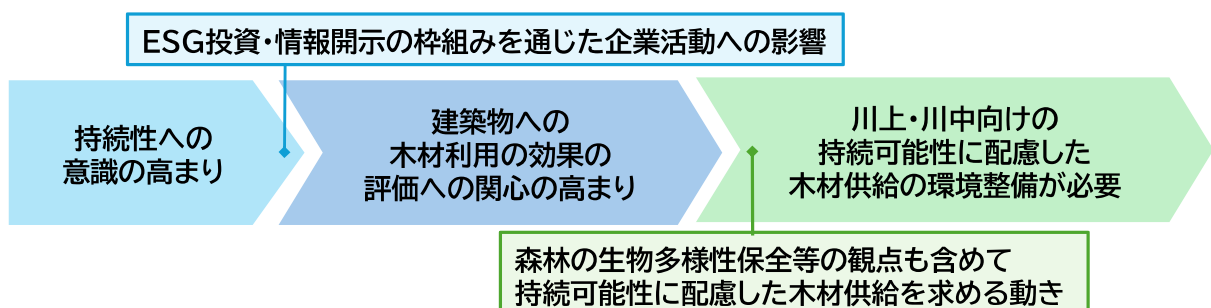 ESG投資・情報開示の枠組みを通じた企業活動への影響
持続性への
意識の高まり
建築物への
木材利用の効果の
評価への関心の高まり
川上・川中向けの
持続可能性に配慮した
木材供給の環境整備が必要
森林の生物多様性保全等の観点も含めて
持続可能性に配慮した木材供給を求める動き